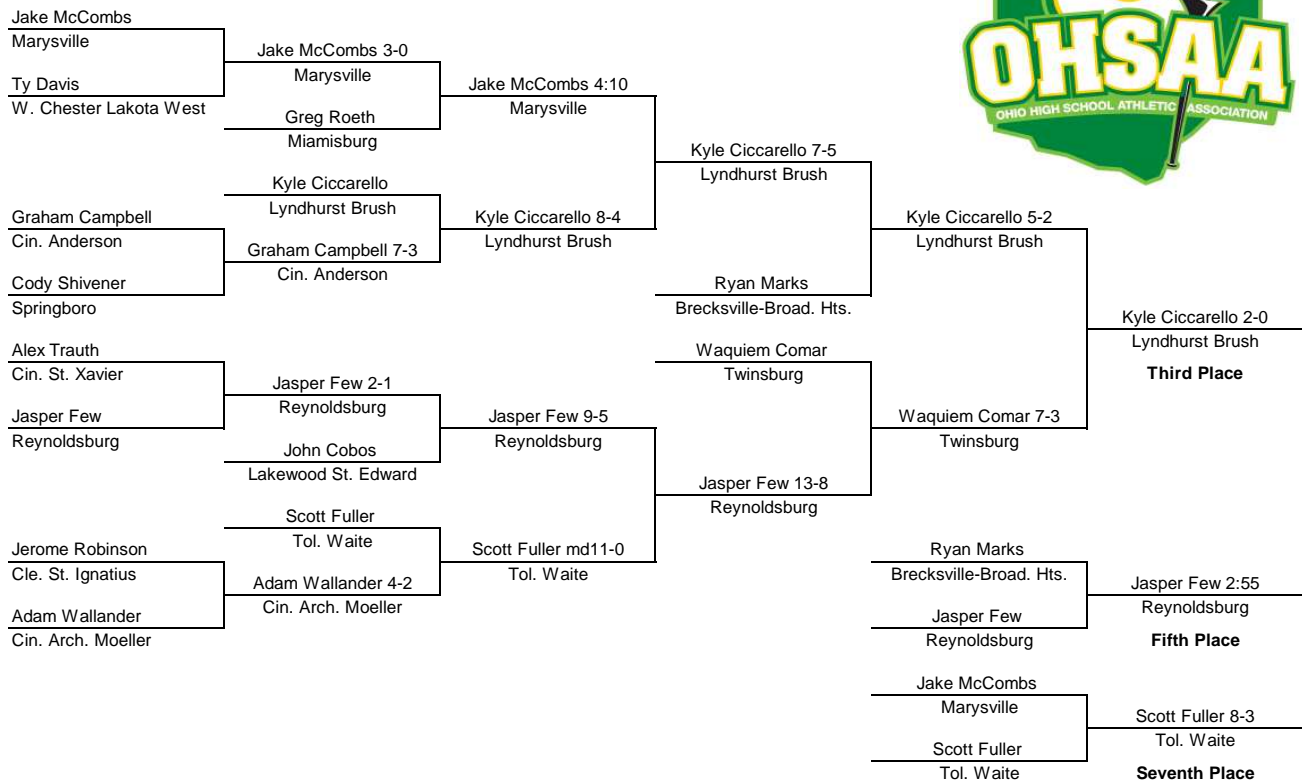 Jake McCombs
Marysville
Ty Davis
W. Chester Lakota West
Graham Campbell
Cin. Anderson
Cody Shivener
Springboro
Alex Trauth
Cin. St. Xavier
Jasper Few
Reynoldsburg
Jerome Robinson
Cle. St. Ignatius
Adam Wallander
Cin. Arch. Moeller
Jake McCombs 3-0
Marysville
Greg Roeth
Miamisburg
Kyle Ciccarello
Lyndhurst Brush
Graham Campbell 7-3
Cin. Anderson
Jasper Few 2-1
Reynoldsburg
John Cobos
Lakewood St. Edward
Scott Fuller
Tol. Waite
Adam Wallander 4-2
Cin. Arch. Moeller
Jake McCombs 4:10
Marysville
Kyle Ciccarello 8-4
Lyndhurst Brush
Jasper Few 9-5
Reynoldsburg
Scott Fuller md11-0
Tol. Waite
Kyle Ciccarello 7-5
Lyndhurst Brush
Ryan Marks
Brecksville-Broad. Hts.
Waquiem Comar
Twinsburg
Jasper Few 13-8
Reynoldsburg
Kyle Ciccarello 5-2
Lyndhurst Brush
Waquiem Comar 7-3
Twinsburg
Kyle Ciccarello 2-0
Lyndhurst Brush
Third Place
Ryan Marks
Brecksville-Broad. Hts.
Jasper Few
Reynoldsburg
Jasper Few 2:55
Reynoldsburg
Fifth Place
Jake McCombs
Marysville
Scott Fuller
Tol. Waite
Scott Fuller 8-3
Tol. Waite
Seventh Place
OHSAA
OHIO HIGH SCHOOL ATHLETIC ASSOCIATION